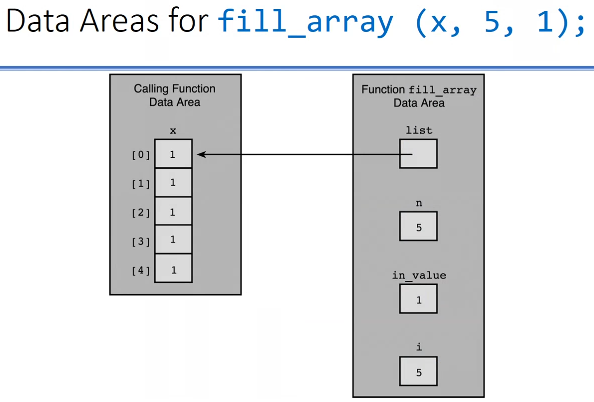 Data Areas for fill_array (x, 5, 1);
Calling Function
Data Area
x
[0] 1
[1] 1
[2] 1
[3] 1
[4] 1
Function fill_array
Data Area
list
n
5
in_value
1
i
5